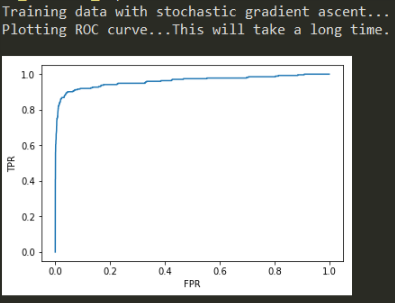 Training data with stochastic gradient ascent...
Plotting ROC curve...This will take a long time.
1.0
0.8
0.6
0.4
0.2
0.0
TPR
0.0 0.2 0.4 0.6 0.8 1.0
FPR